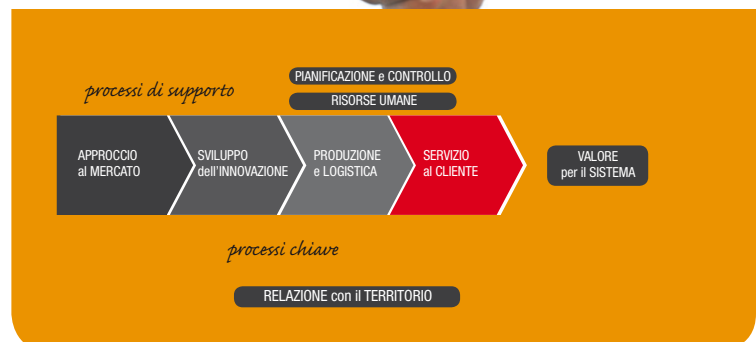 PIANIFICAZIONE e CONTROLLO
processi di supporto
RISORSE UMANE
APPROCCIO
al MERCATO
SVILUPPO
dell'INNOVAZIONE
PRODUZIONE
e LOGISTICA
SERVIZIO
al CLIENTE
VALORE
per il SISTEMA
processi chiave
RELAZIONE con il TERRITORIO